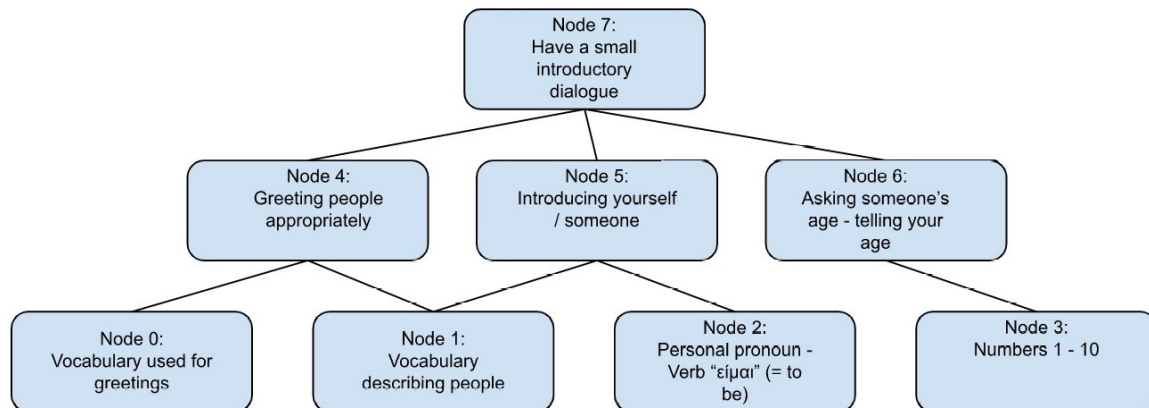 Node 7:
Have a small
introductory
dialogue
Node 4:
Greeting people
appropriately
Node 5:
Introducing yourself
/ someone
Node 6:
Asking someone's
age - telling your
age
Node 0:
Vocabulary used for
greetings
Node 1:
Vocabulary
describing people
Node 2:
Personal pronoun -
Verb “είμαι” (= to
be)
Node 3:
Numbers 1 - 10